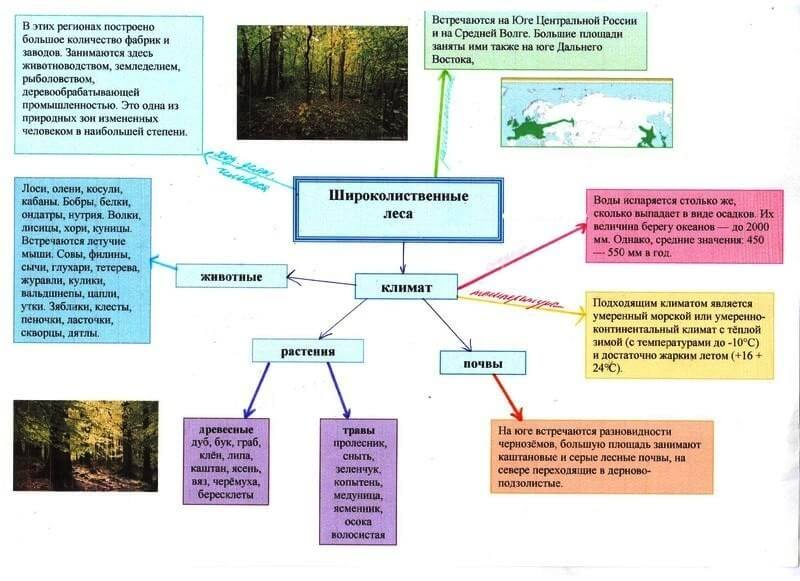 В этих регионах построено
большое количество фабрик и
заводов. Занимаются здесь
животноводством, земледелием,
рыболовством,
деревообрабатывающей
промышленностью. Это одна из
природных зон измененных
человеком в наибольшей степени.
Встречаются на Юге Центральной России
и на Средней Волге. Большие площади
заняты ими также на юге Дальнего
Востока,
человека
Широколиственные
леса
Лоси, олени, косули,
кабаны. Бобры, белки,
ондатры, нутрия. Волки,
лисицы, хори, куницы.
Встречаются летучие
мыши. Совы, филины,
сычи, глухари, тетерева,
журавли, кулики,
вальдшнепы, цапли,
утки. Зяблики, клесты,
пеночки, ласточки,
скворцы, дятлы.
Воды испаряется столько же,
сколько выпадает в виде осадков. Их
величина берегу океанов — до 2000
мм. Однако, средние значения: 450
— 550 мм в год.
животные
климат
температура
Подходящим климатом является
умеренный морской или умеренно-
континентальный климат с тёплой
зимой (с температурами до -10°С)
и достаточно жарким летом (+16 +
24°С).
растения
почвы
древесные
дуб, бук, граб,
клён, липа,
каштан, ясень,
вяз, черёмуха,
бересклеты
травы
пролесник,
сныть,
зеленчук,
копытень,
медуница,
ясменник,
осока
волосистая
На юге встречаются разновидности
чернозёмов, большую площадь занимают
каштановые и серые лесные почвы, на
севере переходящие в дерново-
подзолистые.